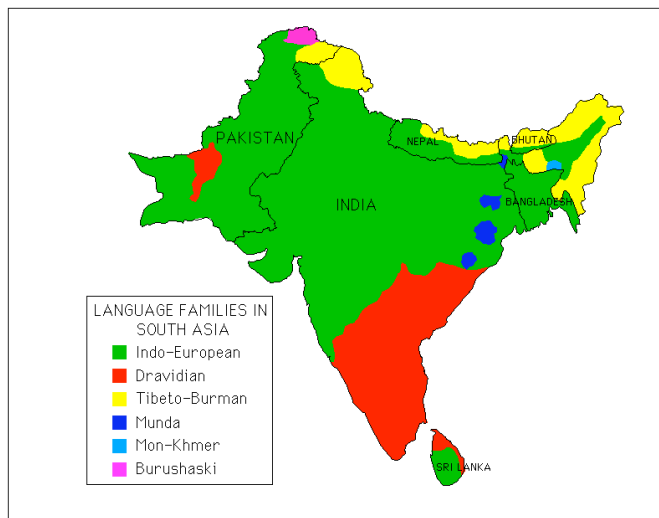 PAKISTAN
NEPAL
BHUTAN
INDIA
BANGLADESH
LANGUAGE FAMILIES IN
SOUTH ASIA
Indo-European
Dravidian
Tibeto-Burman
Munda
Mon-Khmer
Burushaski
SRI LANKA